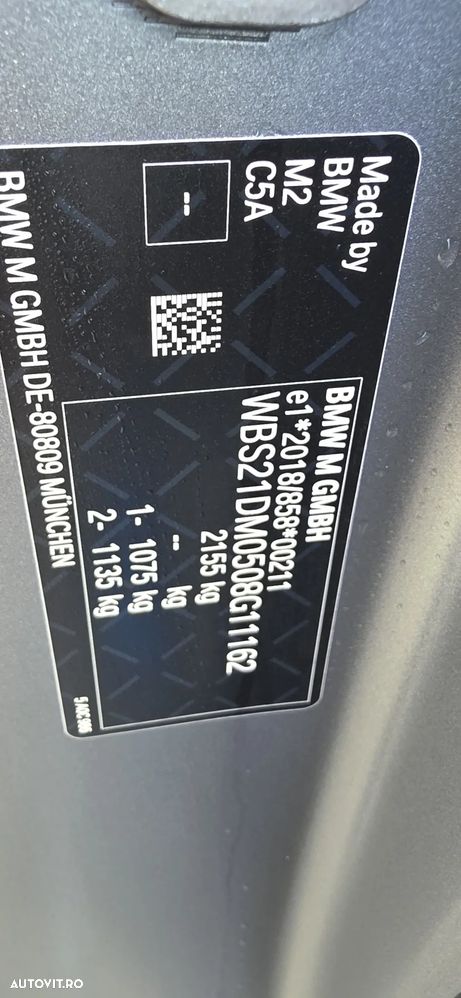 Made by
BMW
M2
C5A
--
BMW M GMBH
e1*2018/858*00211
WBS21DM0508G11162
2155 kg
-- kg
1- 1075 kg
2- 1135 kg
BMW M GMBH DE-80809 MÜNCHEN
AUTOVIT.RO